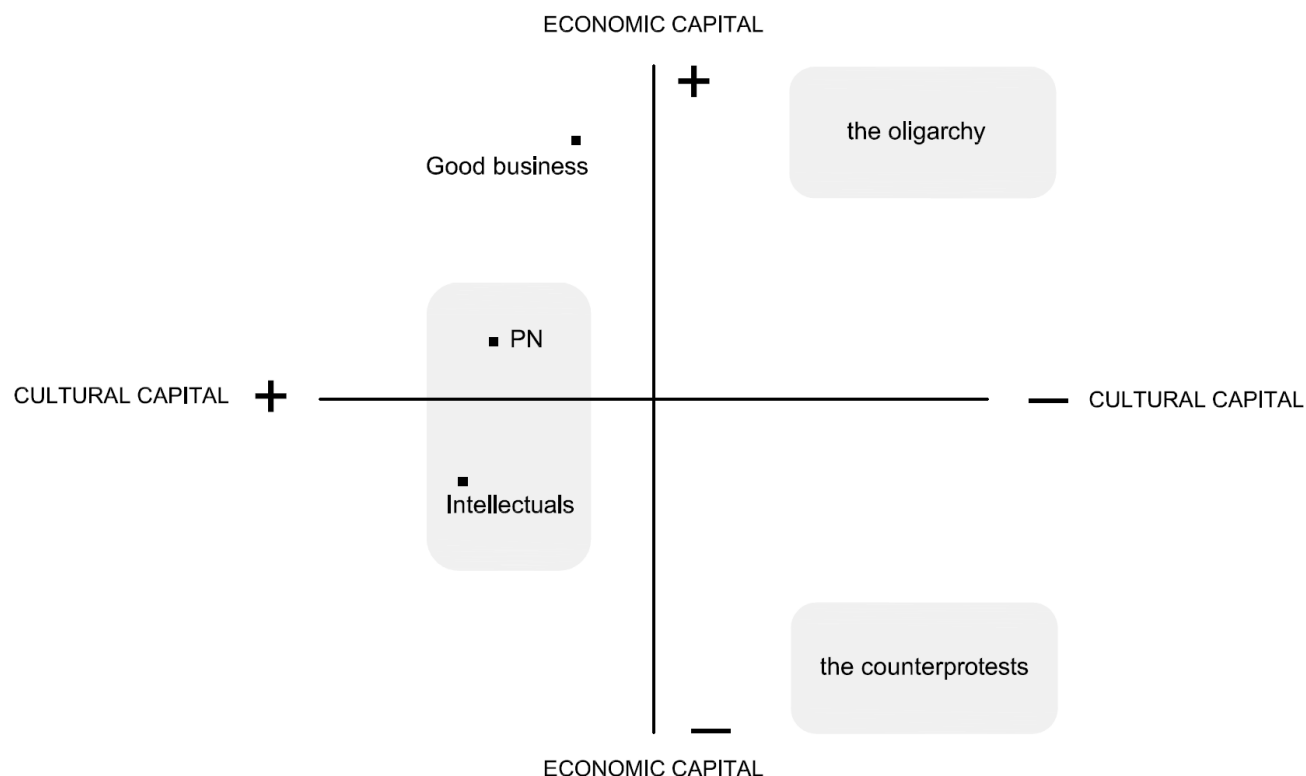 ECONOMIC CAPITAL
+
the oligarchy
Good business
PN
CULTURAL CAPITAL +
— CULTURAL CAPITAL
Intellectuals
the counterprotests
—
ECONOMIC CAPITAL